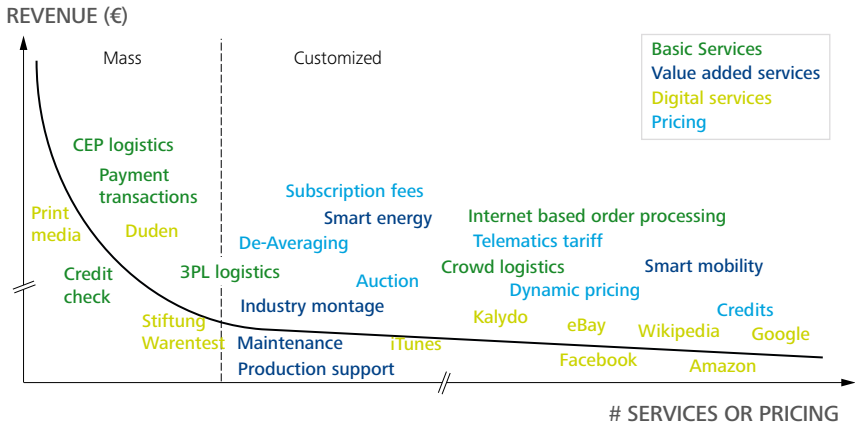 REVENUE (€)
Mass
Customized
Basic Services
Value added services
Digital services
Pricing
CEP logistics
Payment
transactions
Subscription fees
Print
media
Duden
Smart energy
Internet based order processing
De-Averaging
Telematics tariff
Credit
check
3PL logistics
Auction
Crowd logistics
Smart mobility
Dynamic pricing
Industry montage
Credits
Stiftung
Warentest
Kalydo
eBay
Wikipedia
Google
Maintenance
iTunes
Facebook
Amazon
Production support
# SERVICES OR PRICING